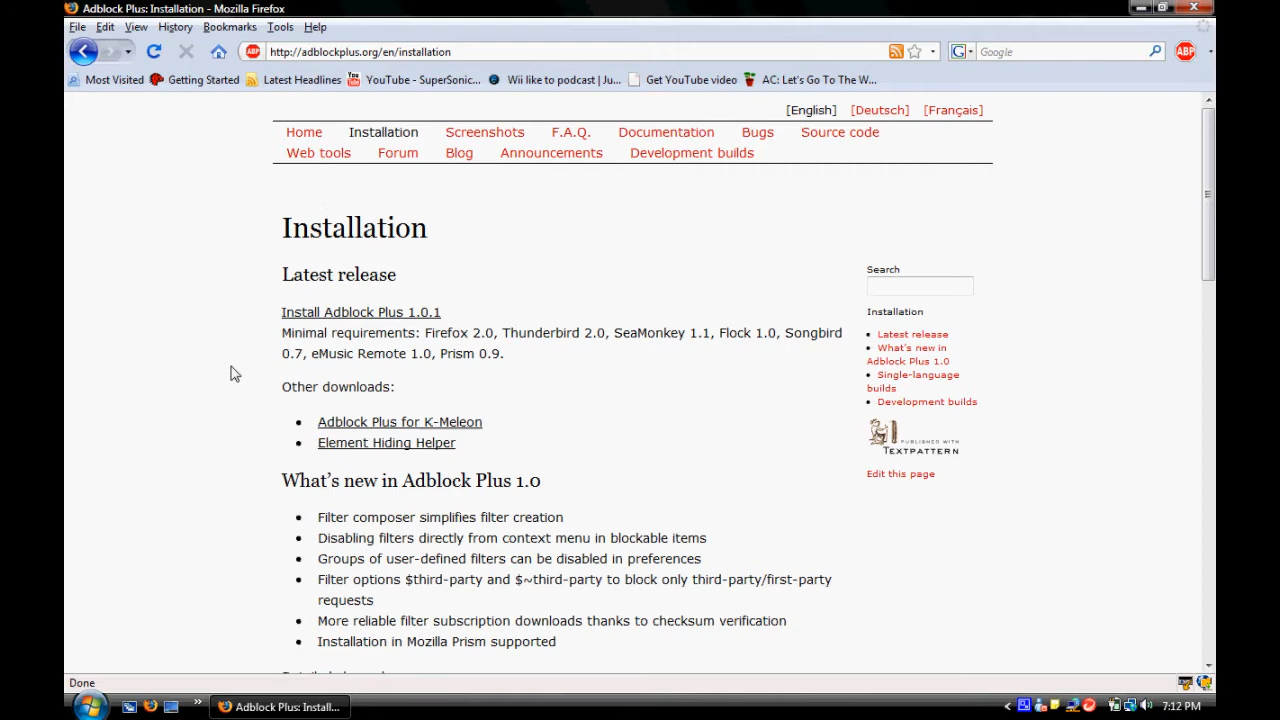 Adblock Plus: Installation - Mozilla Firefox
File Edit View History Bookmarks Tools Help
http://adblockplus.org/en/installation
Google
ABP
Most Visited Getting Started Latest Headlines YouTube - SuperSonic... Wii like to podcast | Ju... Get YouTube video AC: Let's Go To The W...
[English] [Deutsch] [Français]
Home Installation Screenshots F.A.Q. Documentation Bugs Source code
Web tools Forum Blog Announcements Development builds
Installation
Latest release
Install Adblock Plus 1.0.1
Minimal requirements: Firefox 2.0, Thunderbird 2.0, SeaMonkey 1.1, Flock 1.0, Songbird
0.7, eMusic Remote 1.0, Prism 0.9.
Other downloads:
Adblock Plus for K-Meleon
Element Hiding Helper
What's new in Adblock Plus 1.0
Filter composer simplifies filter creation
Disabling filters directly from context menu in blockable items
Groups of user-defined filters can be disabled in preferences
Filter options $third-party and $~third-party to block only third-party/first-party
requests
More reliable filter subscription downloads thanks to checksum verification
Installation in Mozilla Prism supported
Search
Installation
Latest release
What's new in
Adblock Plus 1.0
Single-language
builds
Development builds
PUBLISHED WITH
TEXTPATTERN
Edit this page
Done
Adblock Plus: Install...
7:12 PM